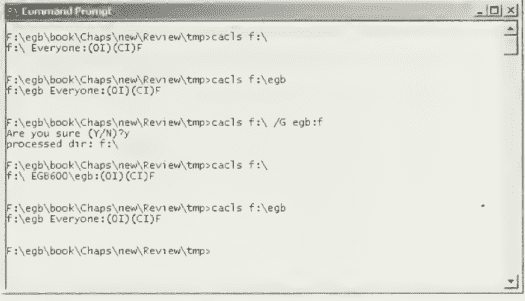 Command Prompt
F:\egb\book\Chaps\new\Review\tmp>cacls f:\
f:\ Everyone:(OI)(CI)F
F:\egb\book\Chaps\new\Review\tmp>cacls f:\egb
f:\egb Everyone:(OI)(CI)F
F:\egb\book\Chaps\new\Review\tmp>cacls f:\ /G egb:f
Are you sure (Y/N)?y
processed dir: f:\
F:\egb\book\Chaps\new\Review\tmp>cacls f:\
f:\ EGB600\egb:(OI)(CI)F
F:\egb\book\Chaps\new\Review\tmp>cacls f:\egb
f:\egb Everyone:(OI)(CI)F
F:\egb\book\Chaps\new\Review\tmp>